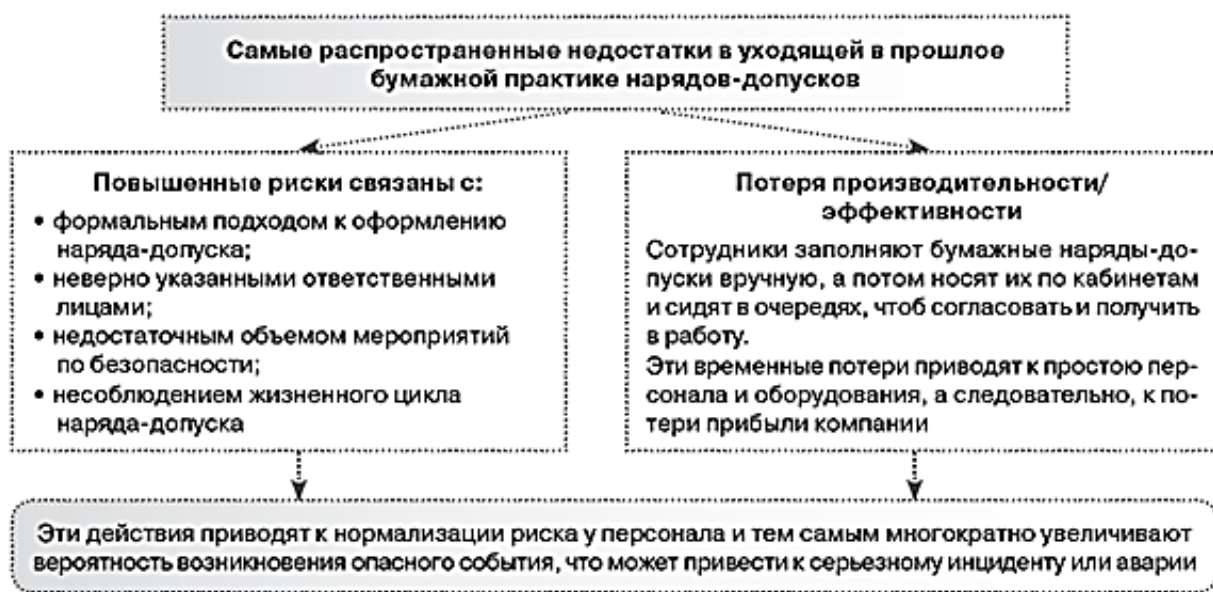 Самые распространенные недостатки в уходящей в прошлое
бумажной практике нарядов-допусков
Повышенные риски связаны с:
• формальным подходом к оформлению
наряда-допуска;
• неверно указанными ответственными
лицами;
• недостаточным объемом мероприятий
по безопасности;
• несоблюдением жизненного цикла
наряда-допуска
Потеря производительности/
эффективности
Сотрудники заполняют бумажные наряды-до-
пуски вручную, а потом носят их по кабинетам
и сидят в очередях, чтоб согласовать и получить
в работу.
Эти временные потери приводят к простою пер-
сонала и оборудования, а следовательно, к по-
тери прибыли компании
Эти действия приводят к нормализации риска у персонала и тем самым многократно увеличивают
вероятность возникновения опасного события, что может привести к серьезному инциденту или аварии